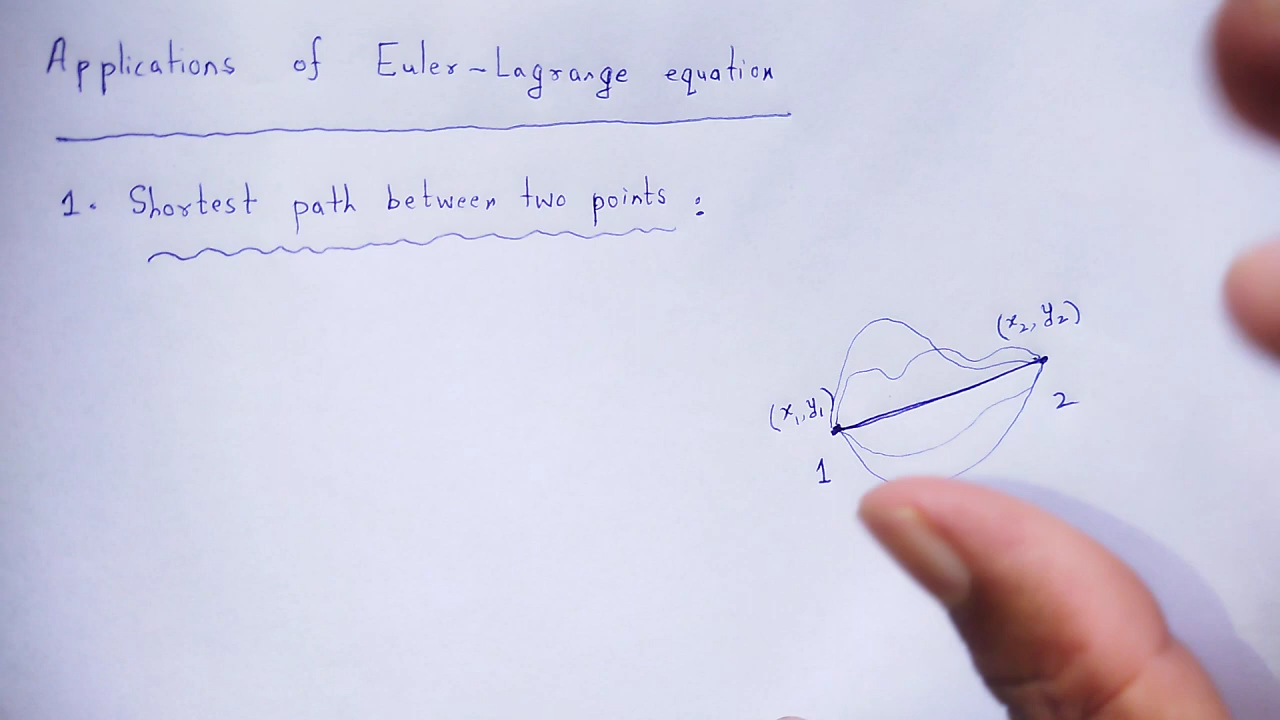 Applications of Euler-Lagrange equation
1. Shortest path between two points :
(x₂, y₂)
(x₁, y₁)
2
1